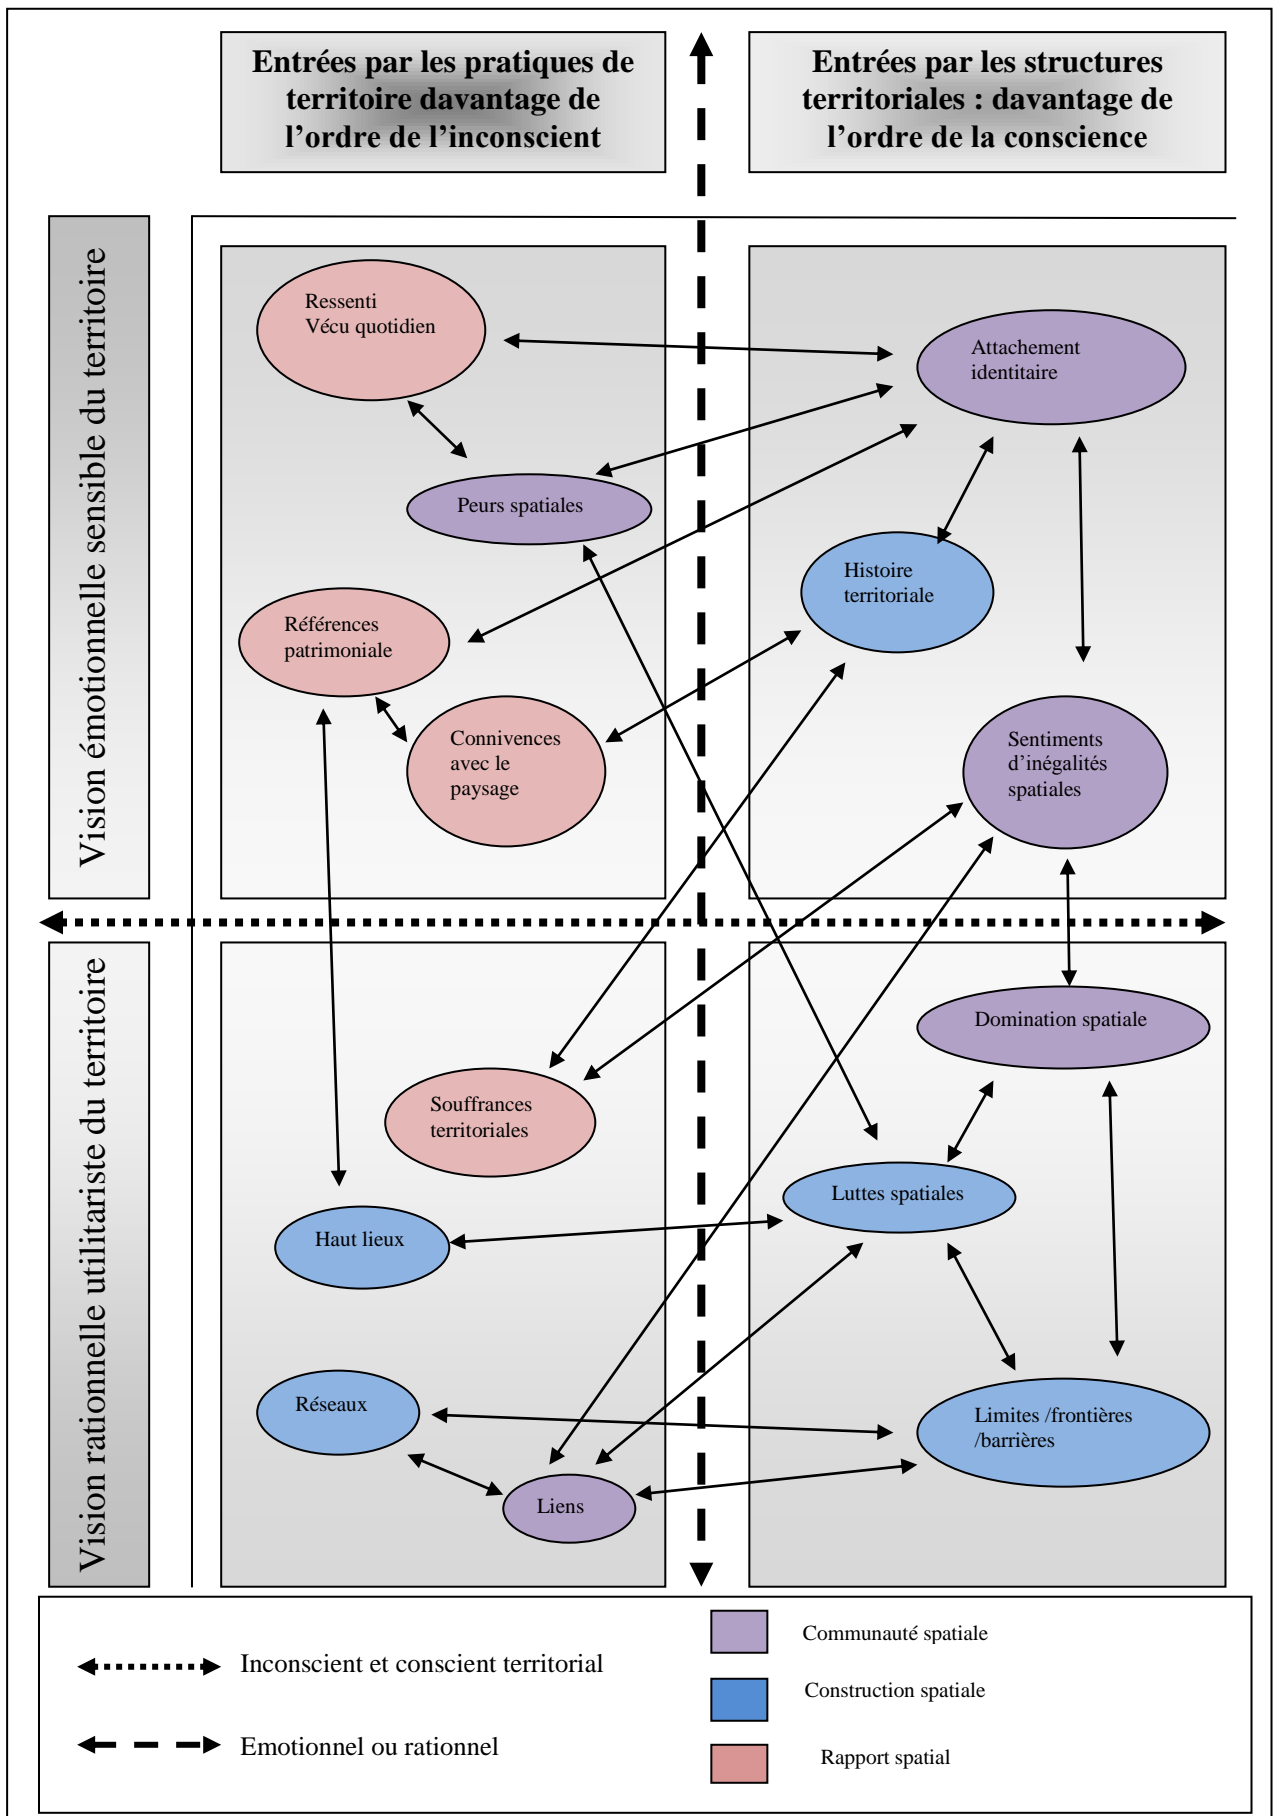 Entrées par les pratiques de
territoire davantage de
l’ordre de l’inconscient
Entrées par les structures
territoriales : davantage de
l’ordre de la conscience
Vision émotionnelle sensible du territoire
Ressenti
Vécu quotidien
Attachement
identitaire
Peurs spatiales
Histoire
territoriale
Références
patrimoniale
Connivences
avec le
paysage
Sentiments
d’inégalités
spatiales
Vision rationnelle utilitariste du territoire
Domination spatiale
Souffrances
territoriales
Luttes spatiales
Haut lieux
Réseaux
Limites /frontières
/barrières
Liens
Inconscient et conscient territorial
Emotionnel ou rationnel
Communauté spatiale
Construction spatiale
Rapport spatial